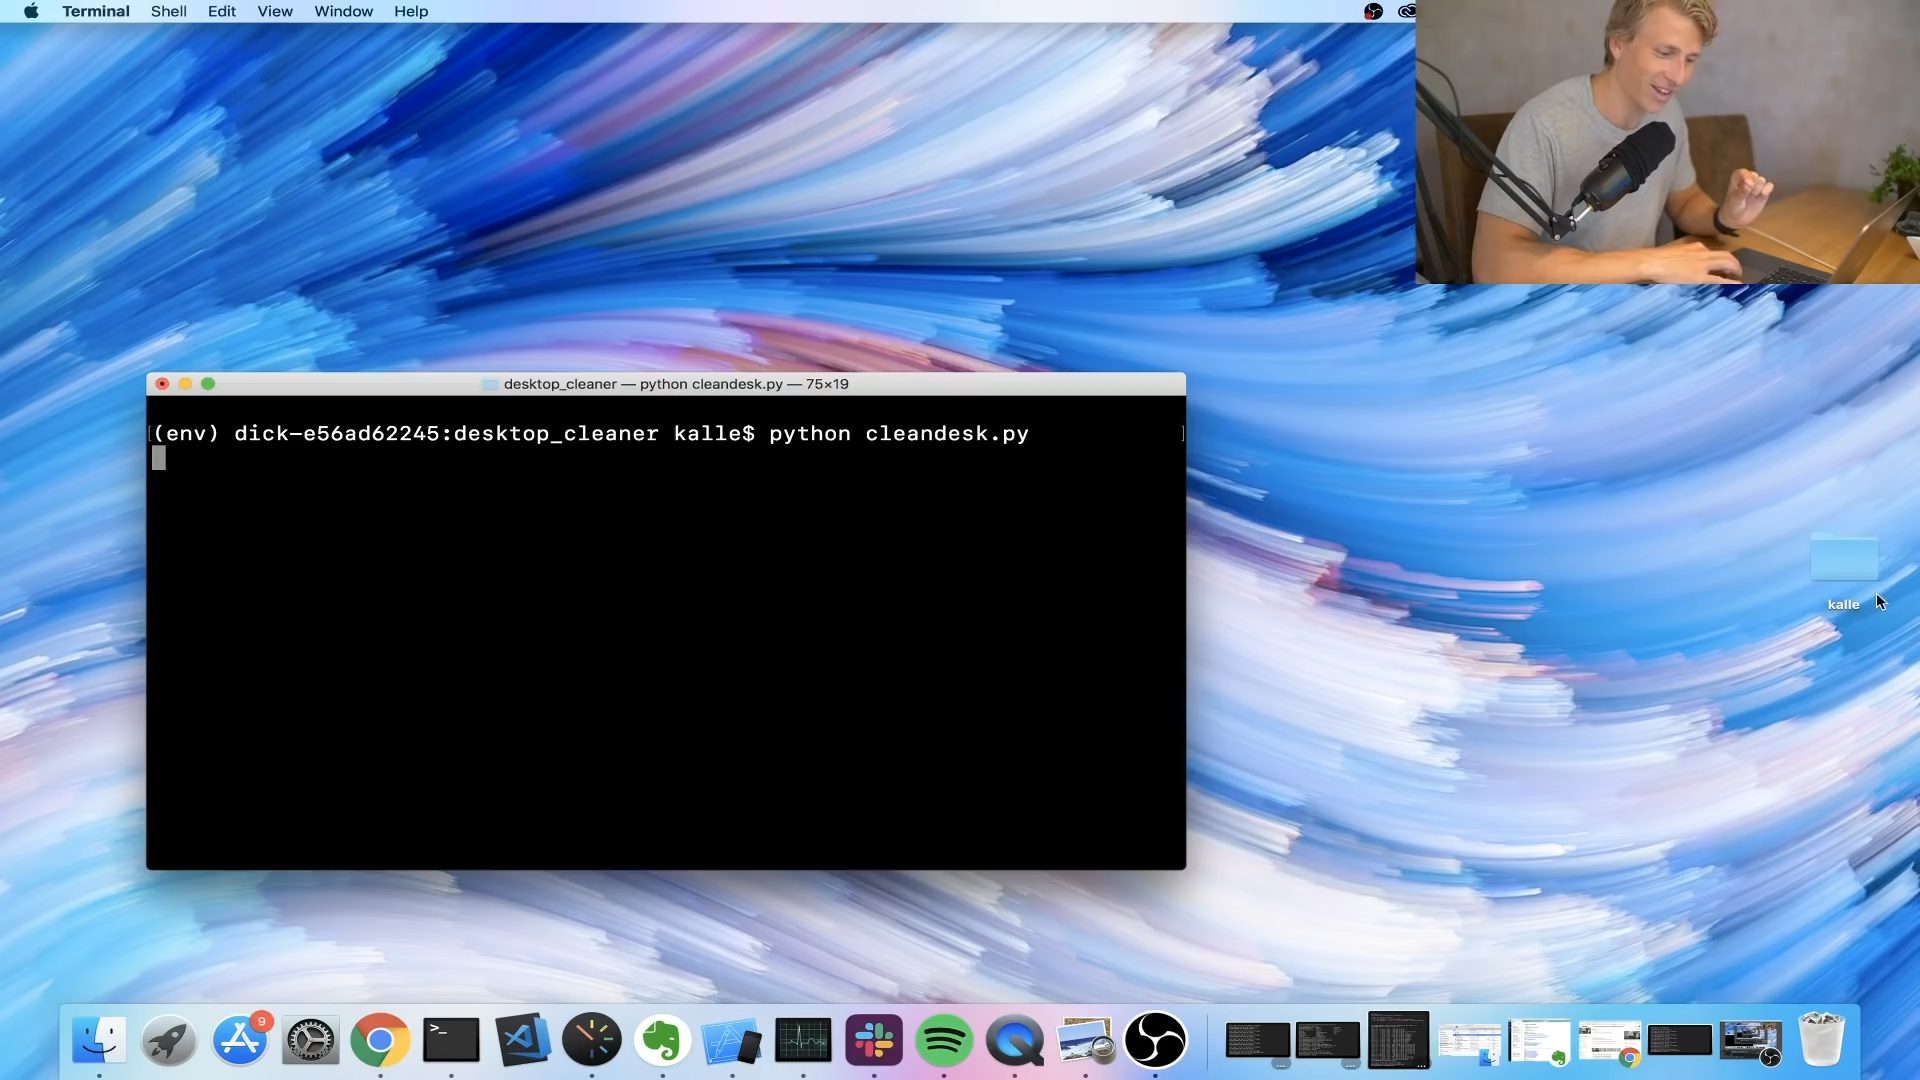 Terminal Shell Edit View Window Help
desktop_cleaner — python cleandesk.py — 75×19
(env) dick-e56ad62245:desktop_cleaner kalle$ python cleandesk.py
kalle
9
>_